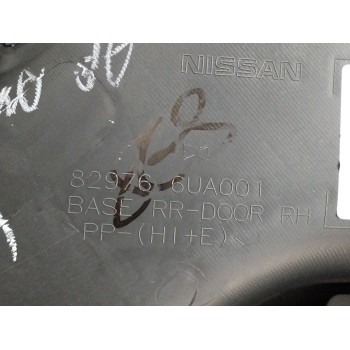 NISSAN
82976 6UA001
BASE RR-DOOR RH
>PP-(HI+E)<